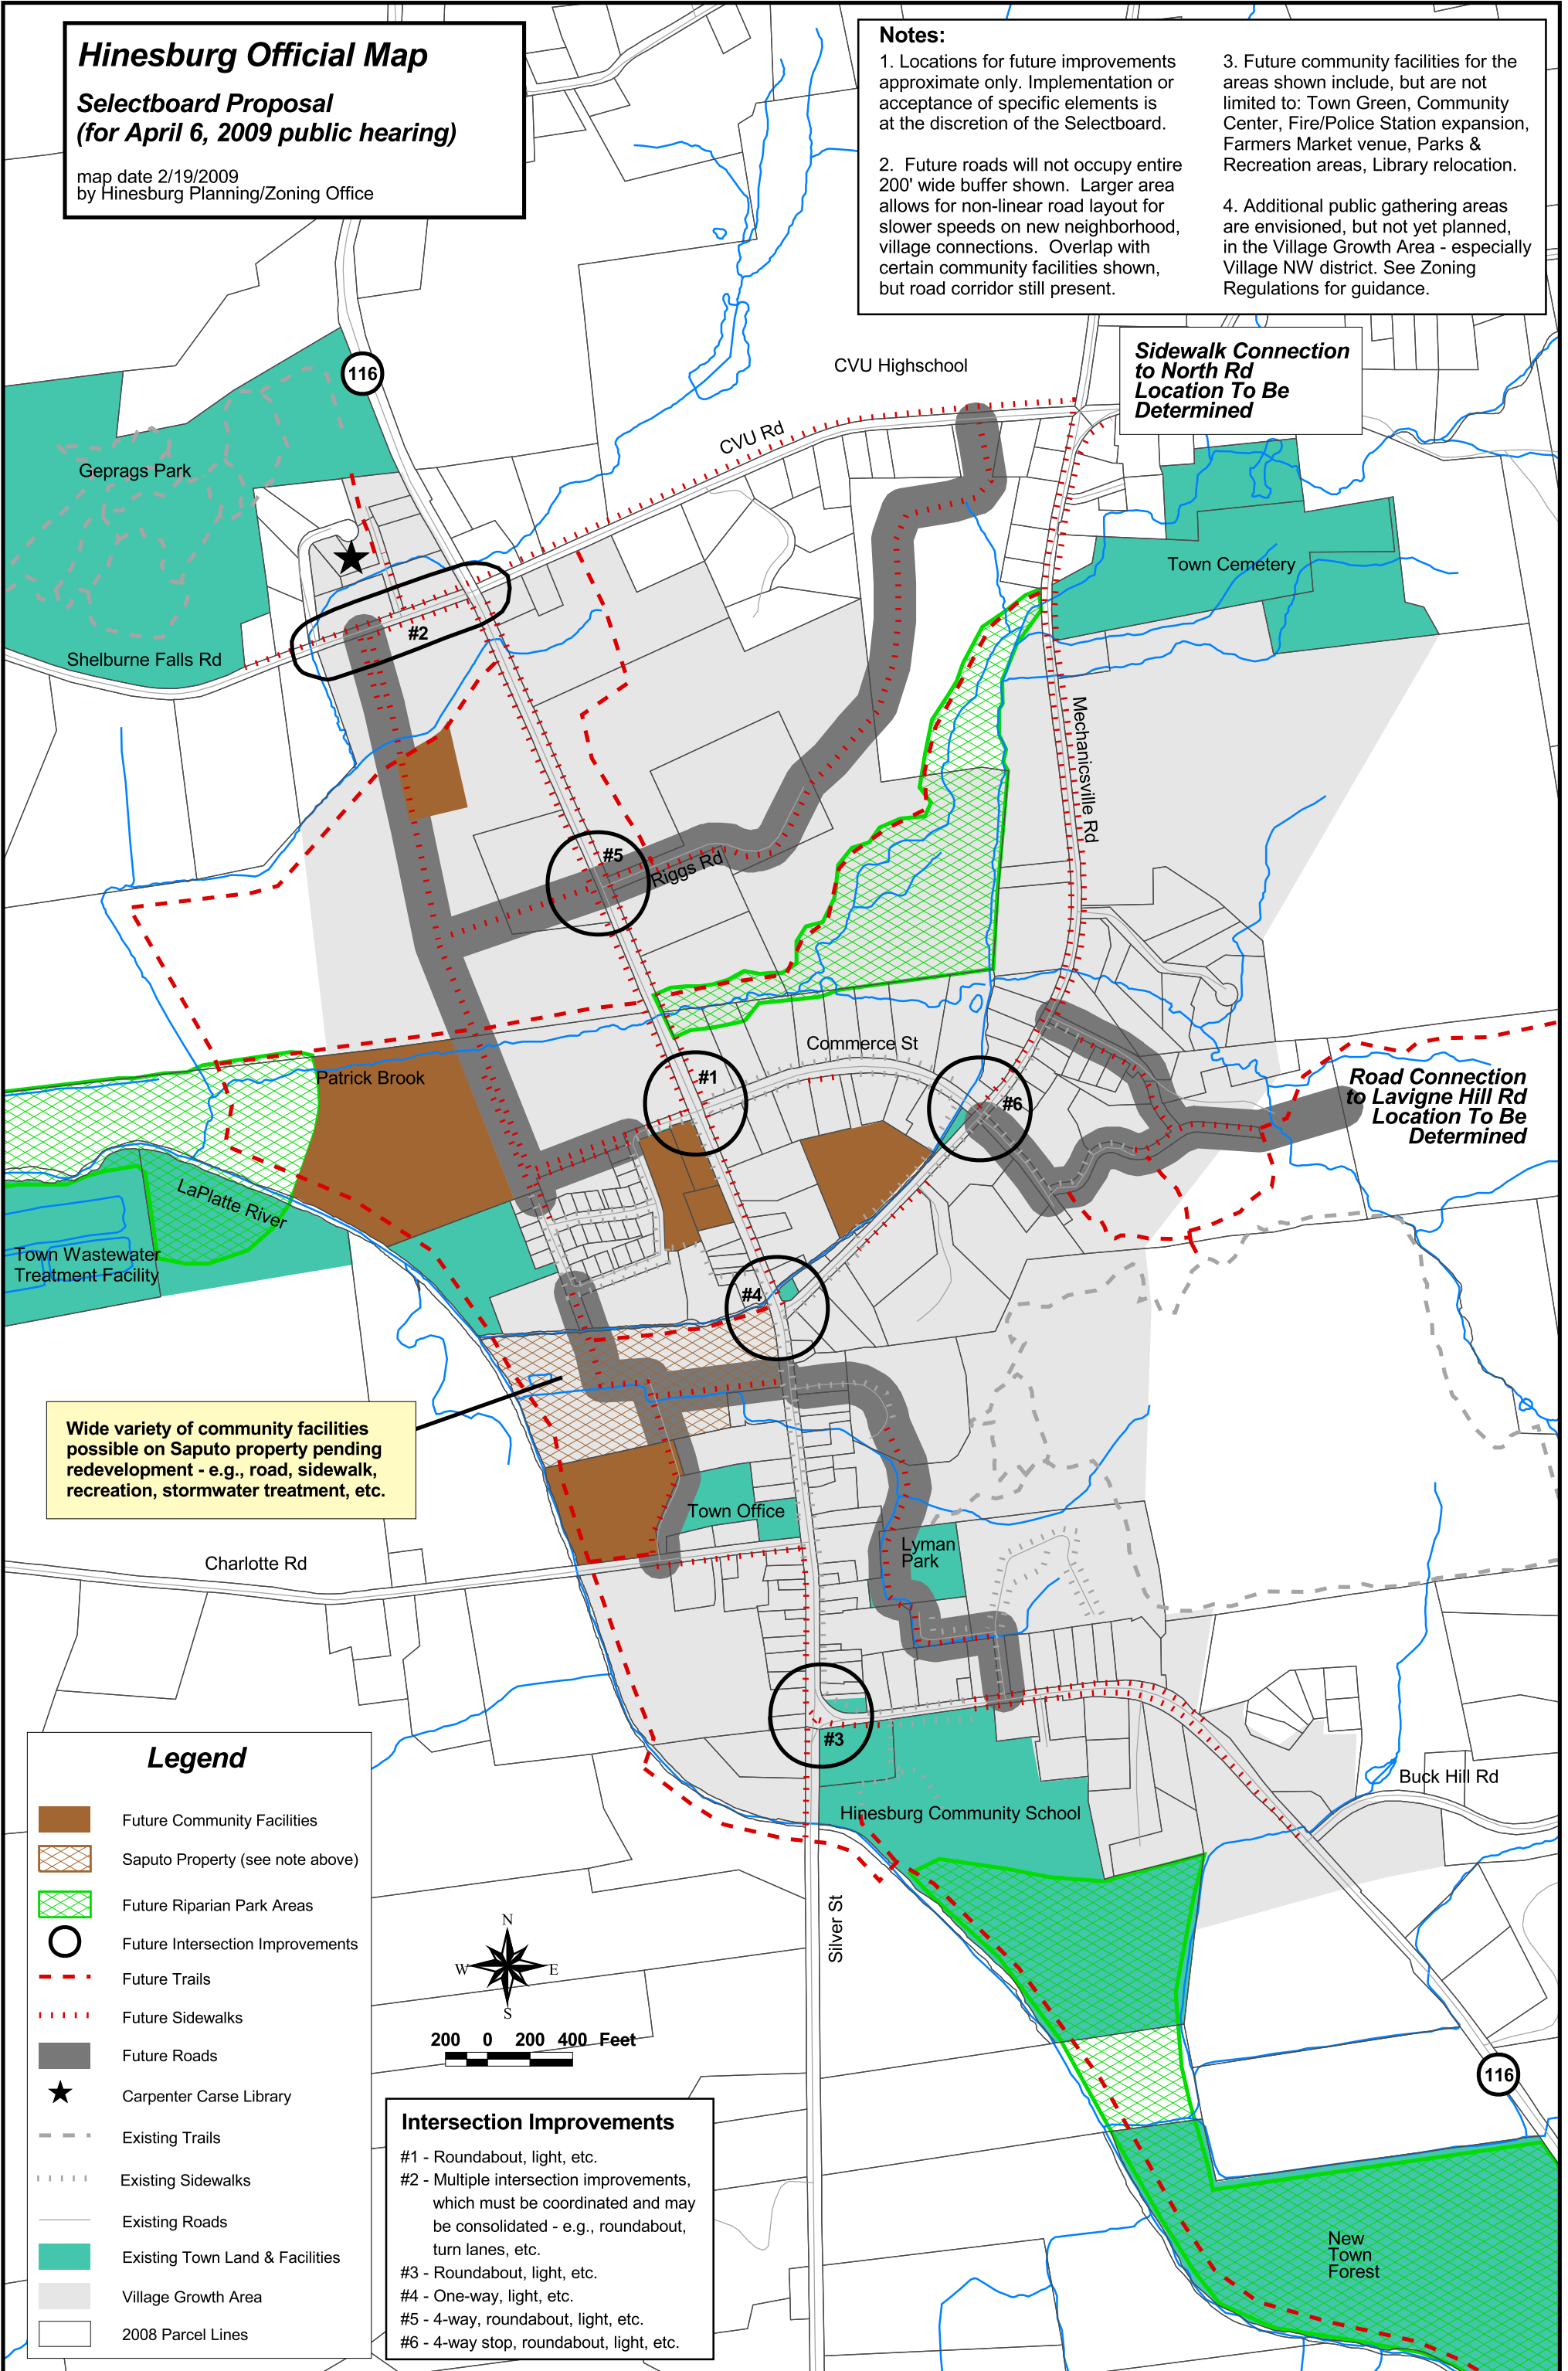 Hinesburg Official Map
Selectboard Proposal
(for April 6, 2009 public hearing)
map date 2/19/2009
by Hinesburg Planning/Zoning Office
Notes:
1. Locations for future improvements
approximate only. Implementation or
acceptance of specific elements is
at the discretion of the Selectboard.
2. Future roads will not occupy entire
200' wide buffer shown. Larger area
allows for non-linear road layout for
slower speeds on new neighborhood,
village connections. Overlap with
certain community facilities shown,
but road corridor still present.
3. Future community facilities for the
areas shown include, but are not
limited to: Town Green, Community
Center, Fire/Police Station expansion,
Farmers Market venue, Parks &
Recreation areas, Library relocation.
4. Additional public gathering areas
are envisioned, but not yet planned,
in the Village Growth Area - especially
Village NW district. See Zoning
Regulations for guidance.
Sidewalk Connection
to North Rd
Location To Be
Determined
CVU Highschool
116
CVU Rd
Geprags Park
Town Cemetery
#2
Shelburne Falls Rd
Mechanicsville Rd
#5
Riggs Rd
Commerce St
Patrick Brook
#1
#6
Road Connection
to Lavigne Hill Rd
Location To Be
Determined
LaPlatte River
Town Wastewater
Treatment Facility
#4
Wide variety of community facilities
possible on Saputo property pending
redevelopment - e.g., road, sidewalk,
recreation, stormwater treatment, etc.
Town Office
Lyman
Park
Charlotte Rd
#3
Buck Hill Rd
Hinesburg Community School
Silver St
116
New
Town
Forest
Legend
Future Community Facilities
Saputo Property (see note above)
Future Riparian Park Areas
Future Intersection Improvements
Future Trails
Future Sidewalks
Future Roads
Carpenter Carse Library
Existing Trails
Existing Sidewalks
Existing Roads
Existing Town Land & Facilities
Village Growth Area
2008 Parcel Lines
N
W E
S
200 0 200 400 Feet
Intersection Improvements
#1 - Roundabout, light, etc.
#2 - Multiple intersection improvements,
which must be coordinated and may
be consolidated - e.g., roundabout,
turn lanes, etc.
#3 - Roundabout, light, etc.
#4 - One-way, light, etc.
#5 - 4-way, roundabout, light, etc.
#6 - 4-way stop, roundabout, light, etc.